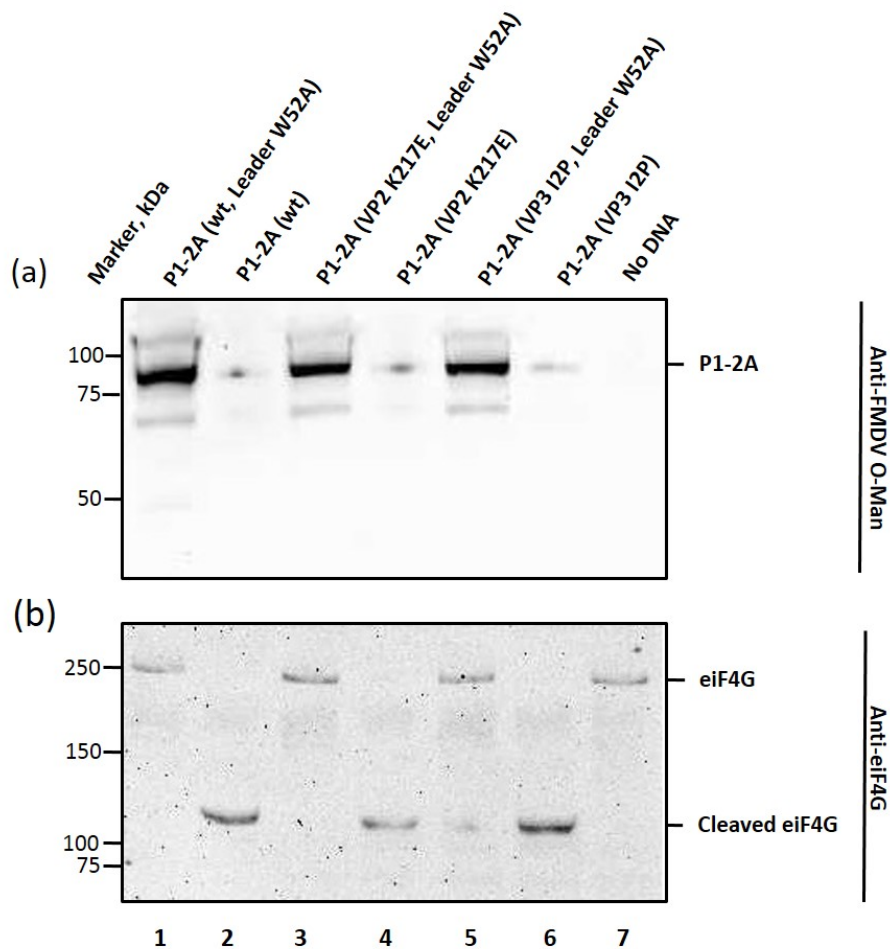 Marker, kDa
P1-2A (wt, Leader W52A)
P1-2A (wt)
P1-2A (VP2 K217E, Leader W52A)
P1-2A (VP2 K217E)
P1-2A (VP3 I2P, Leader W52A)
P1-2A (VP3 I2P)
No DNA
(a)
100
75
50
P1-2A
Anti-FMDV O-Man
(b)
250
150
100
75
eiF4G
Cleaved eiF4G
Anti-eiF4G
1 2 3 4 5 6 7